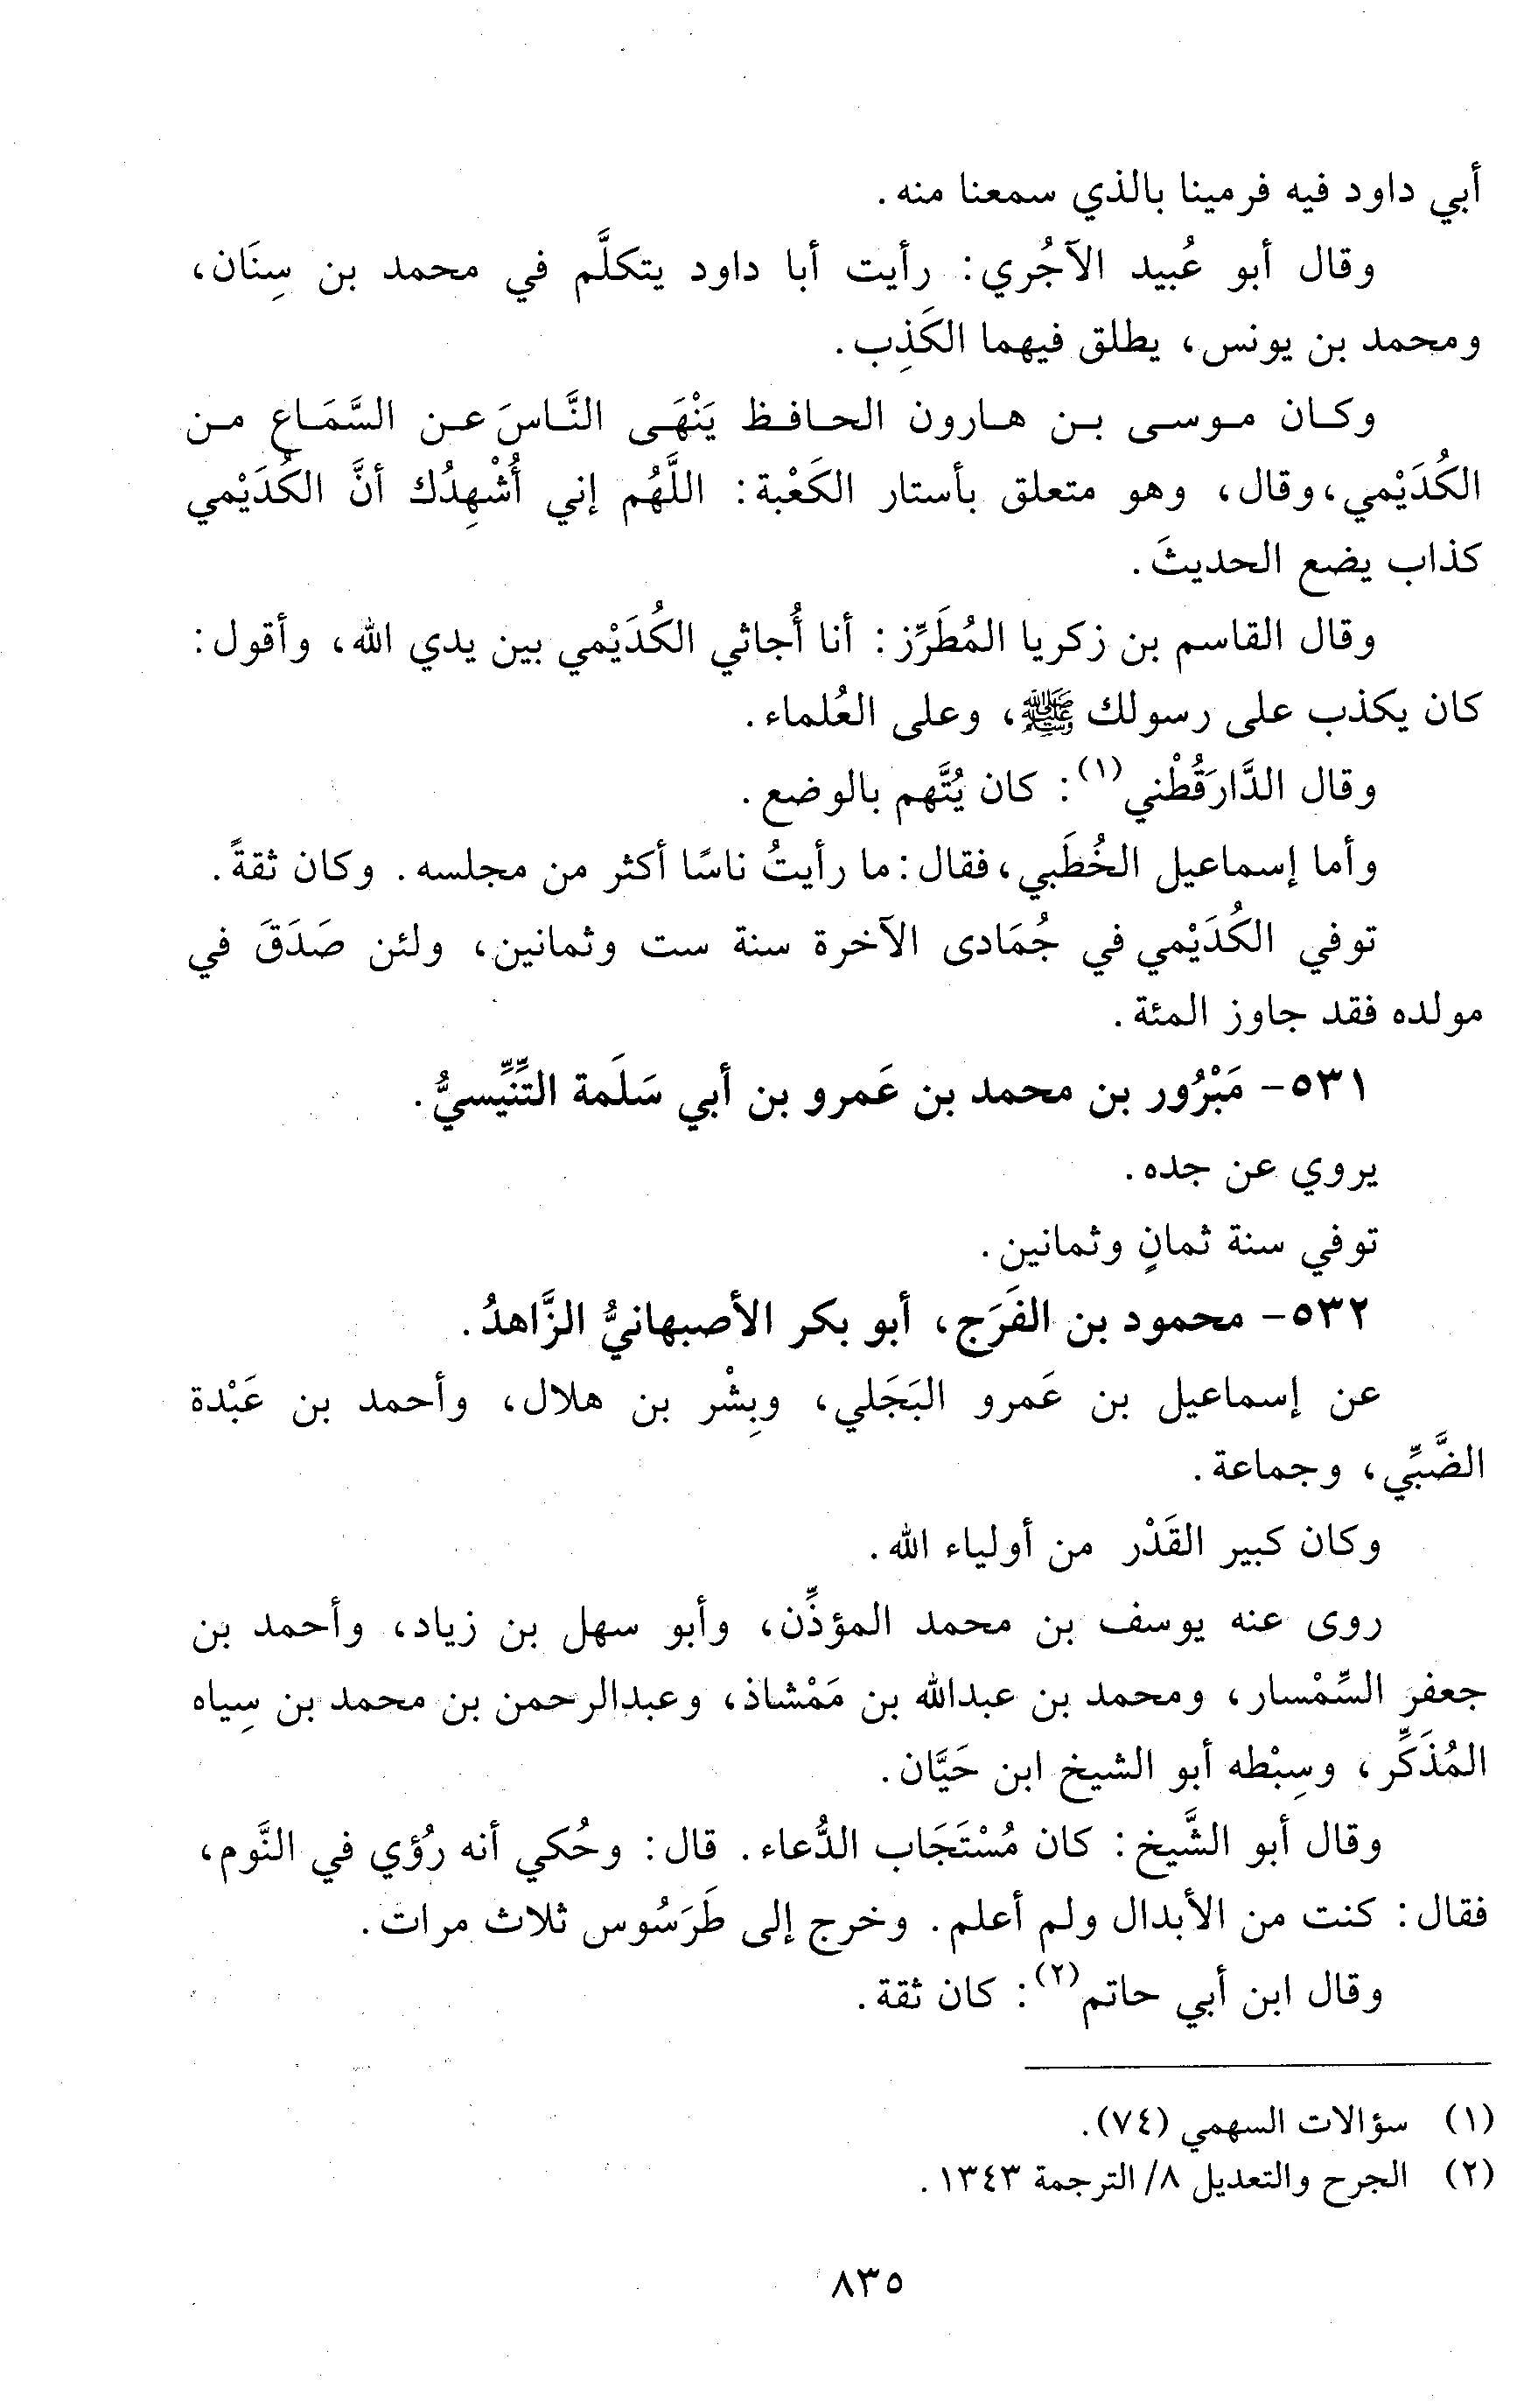 أبي داود فيه فرمينا بالذي سمعنا منه.
وقال أبو عُبيد الآجُري: رأيت أبا داود يتكلَّم في محمد بن سِنَان،
ومحمد بن يونس، يطلق فيهما الكَذِب.
وكان موسى بن هارون الحافظ يَنْهَى النَّاسَ عن السَّمَاع من
الكُدَيْمي، وقال، وهو متعلق بأستار الكَعْبة: اللَّهُم إني أُشْهِدُك أنَّ الكُدَيْمي
كذاب يضع الحديثَ.
وقال القاسم بن زكريا المُطَرِّز: أنا أُجاثي الكُدَيْمي بين يدي الله، وأقول:
كان يكذب على رسولك ﷺ، وعلى العُلماء.
وقال الدَّارَقُطْني(١): كان يُتَّهم بالوضع.
وأما إسماعيل الخُطَبي، فقال: ما رأيتُ ناسًا أكثر من مجلسه. وكان ثقةً.
توفي الكُدَيْمي في جُمَادى الآخرة سنة ست وثمانين، ولئن صَدَقَ في
مولده فقد جاوز المئة.
٥٣١- مَبْرُور بن محمد بن عَمرو بن أبي سَلَمة التِّنِّيسيُّ.
يروي عن جده.
توفي سنة ثمانٍ وثمانين.
٥٣٢- محمود بن الفَرَج، أبو بكر الأصبهانيُّ الزَّاهدُ.
عن إسماعيل بن عَمرو البَجَلي، وبِشْر بن هلال، وأحمد بن عَبْدة
الضَّبِّي، وجماعة.
وكان كبير القَدْر من أولياء الله.
روى عنه يوسف بن محمد المؤذِّن، وأبو سهل بن زياد، وأحمد بن
جعفر السِّمْسار، ومحمد بن عبدالله بن مَمْشاذ، وعبدالرحمن بن محمد بن سِياه
المُذَكِّر، وسِبْطه أبو الشيخ ابن حَيَّان.
وقال أبو الشَّيخ: كان مُسْتَجَاب الدُّعاء. قال: وحُكي أنه رُؤي في النَّوم،
فقال: كنت من الأبدال ولم أعلم. وخرج إلى طَرَسُوس ثلاث مرات.
وقال ابن أبي حاتم(٢): كان ثقة.
(١) سؤالات السهمي (٧٤).
(٢) الجرح والتعديل ٨/ الترجمة ١٣٤٣.
٨٣٥